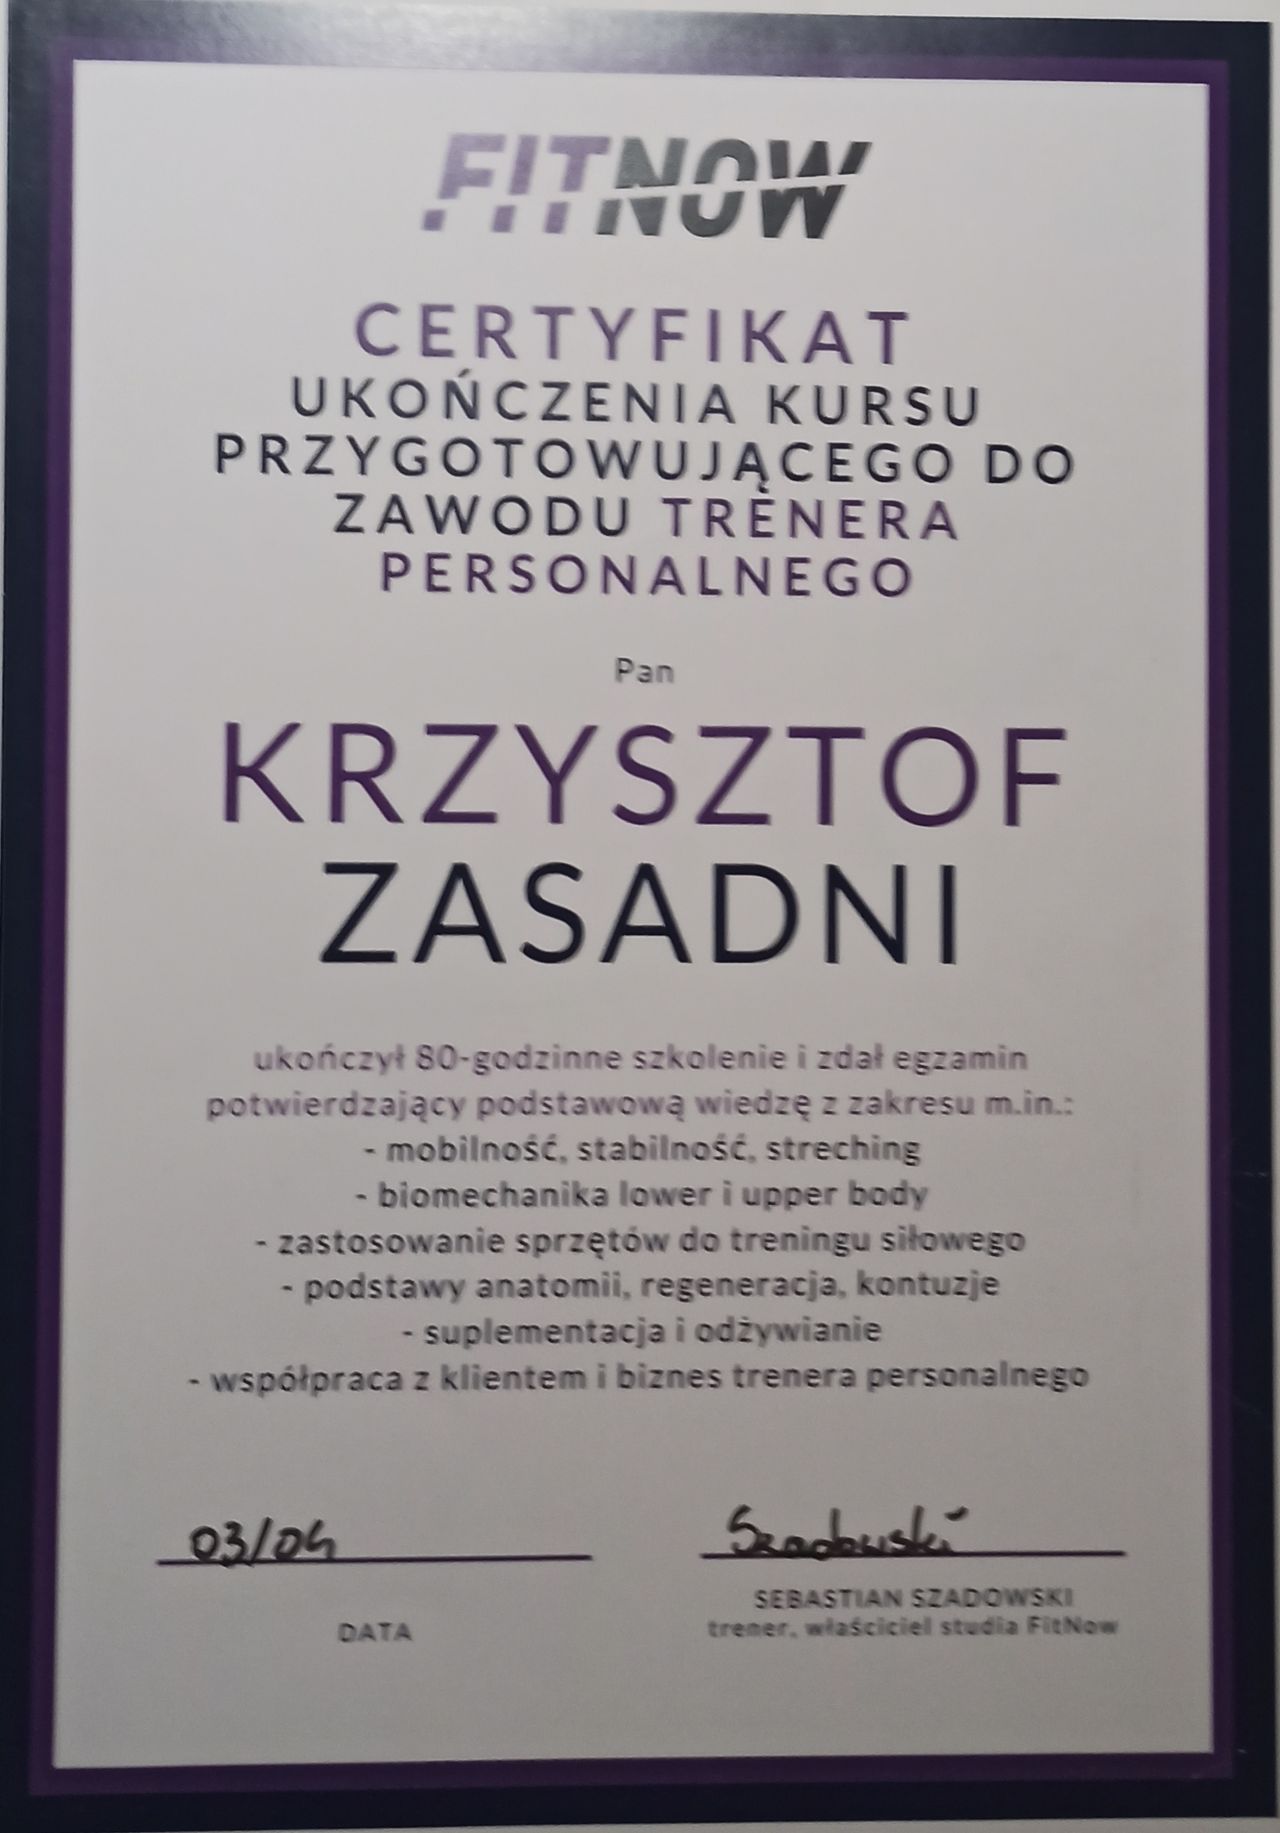 FITNOW
CERTYFIKAT
UKOŃCZENIA KURSU
PRZYGOTOWUJĄCEGO DO
ZAWODU TRENERA
PERSONALNEGO
Pan
KRZYSZTOF
ZASADNI
ukończył 80-godzinne szkolenie i zdał egzamin
potwierdzający podstawową wiedzę z zakresu m.in.:
- mobilność, stabilność, streching
- biomechanika lower i upper body
- zastosowanie sprzętów do treningu siłowego
- podstawy anatomii, regeneracja, kontuzje
- suplementacja i odżywianie
- współpraca z klientem i biznes trenera personalnego
03/04
Szadowski
DATA
SEBASTIAN SZADOWSKI
trener, właściciel studia FitNow